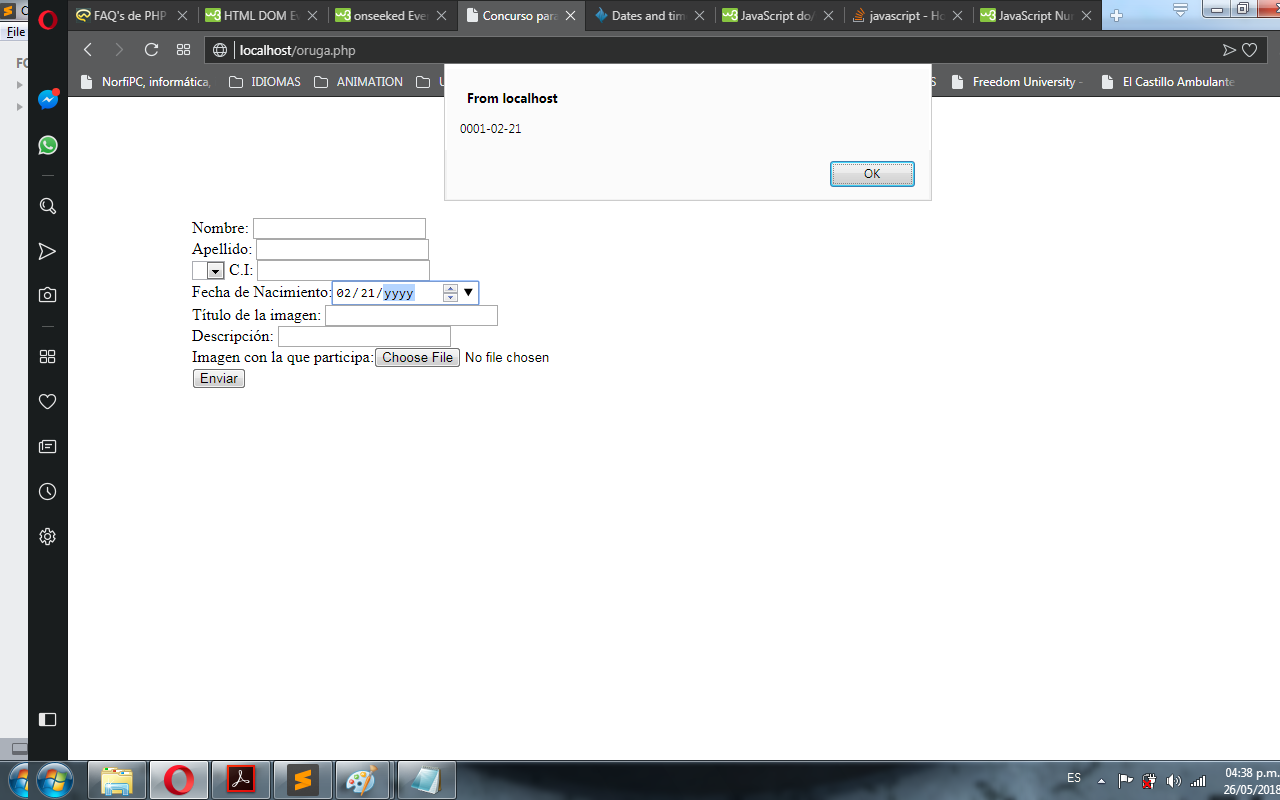 FAQ's de PHP
HTML DOM Ev
onseeked Eve
Concurso para
Dates and tim
JavaScript do/
javascript - Ho
JavaScript Nu
File
localhost/oruga.php
NorfiPC, informática,
IDIOMAS
ANIMATION
Freedom University -
El Castillo Ambulante
From localhost
0001-02-21
OK
Nombre:
Apellido:
C.I:
Fecha de Nacimiento: 02/21/yyyy
Título de la imagen:
Descripción:
Imagen con la que participa: Choose File No file chosen
Enviar
ES
04:38 p.m.
26/05/2018